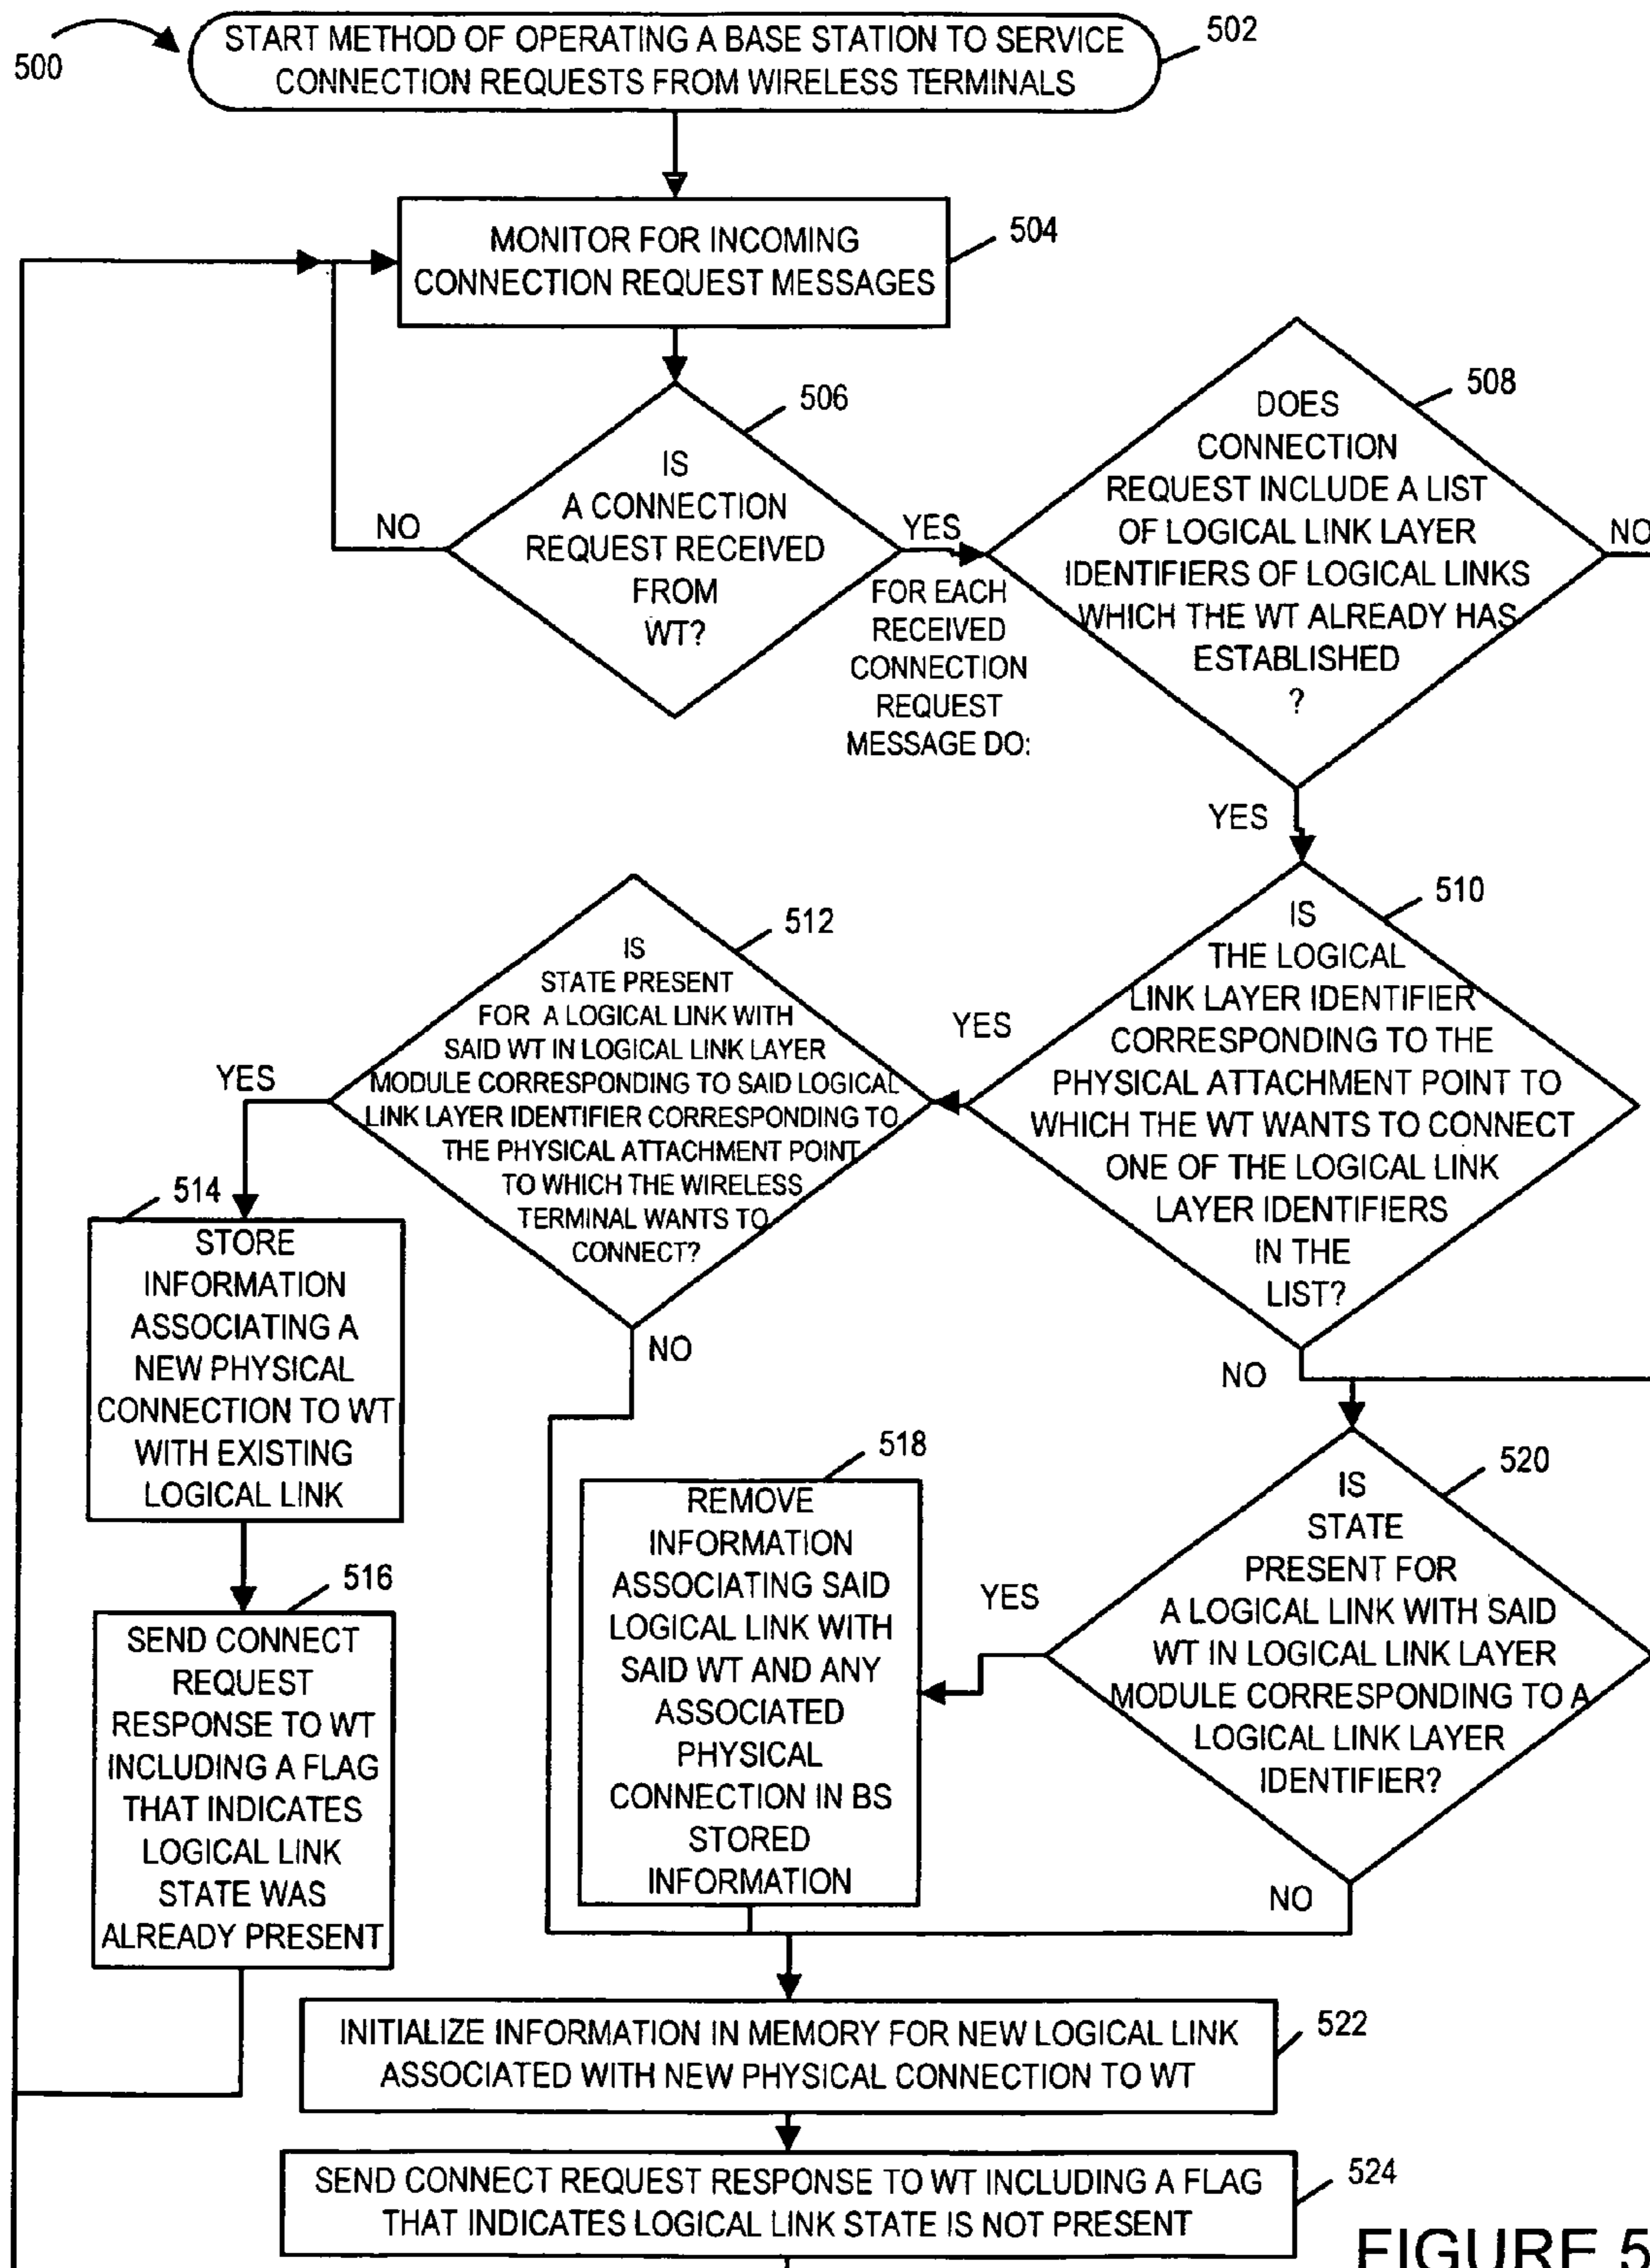 500
START METHOD OF OPERATING A BASE STATION TO SERVICE
CONNECTION REQUESTS FROM WIRELESS TERMINALS
502
MONITOR FOR INCOMING
CONNECTION REQUEST MESSAGES
504
506
IS
A CONNECTION
REQUEST RECEIVED
FROM
WT?
NO
YES
FOR EACH
RECEIVED
CONNECTION
REQUEST
MESSAGE DO:
508
DOES
CONNECTION
REQUEST INCLUDE A LIST
OF LOGICAL LINK LAYER
IDENTIFIERS OF LOGICAL LINKS
WHICH THE WT ALREADY HAS
ESTABLISHED
?
NO
YES
510
IS
THE LOGICAL
LINK LAYER IDENTIFIER
CORRESPONDING TO THE
PHYSICAL ATTACHMENT POINT TO
WHICH THE WT WANTS TO CONNECT
ONE OF THE LOGICAL LINK
LAYER IDENTIFIERS
IN THE
LIST?
YES
NO
512
IS
STATE PRESENT
FOR A LOGICAL LINK WITH
SAID WT IN LOGICAL LINK LAYER
MODULE CORRESPONDING TO SAID LOGICAL
LINK LAYER IDENTIFIER CORRESPONDING TO
THE PHYSICAL ATTACHMENT POINT
TO WHICH THE WIRELESS
TERMINAL WANTS TO
CONNECT?
YES
NO
514
STORE
INFORMATION
ASSOCIATING A
NEW PHYSICAL
CONNECTION TO WT
WITH EXISTING
LOGICAL LINK
516
SEND CONNECT
REQUEST
RESPONSE TO WT
INCLUDING A FLAG
THAT INDICATES
LOGICAL LINK
STATE WAS
ALREADY PRESENT
518
REMOVE
INFORMATION
ASSOCIATING SAID
LOGICAL LINK WITH
SAID WT AND ANY
ASSOCIATED
PHYSICAL
CONNECTION IN BS
STORED
INFORMATION
520
IS
STATE
PRESENT FOR
A LOGICAL LINK WITH SAID
WT IN LOGICAL LINK LAYER
MODULE CORRESPONDING TO A
LOGICAL LINK LAYER
IDENTIFIER?
YES
NO
INITIALIZE INFORMATION IN MEMORY FOR NEW LOGICAL LINK
ASSOCIATED WITH NEW PHYSICAL CONNECTION TO WT
522
SEND CONNECT REQUEST RESPONSE TO WT INCLUDING A FLAG
THAT INDICATES LOGICAL LINK STATE IS NOT PRESENT
524
FIGURE 5